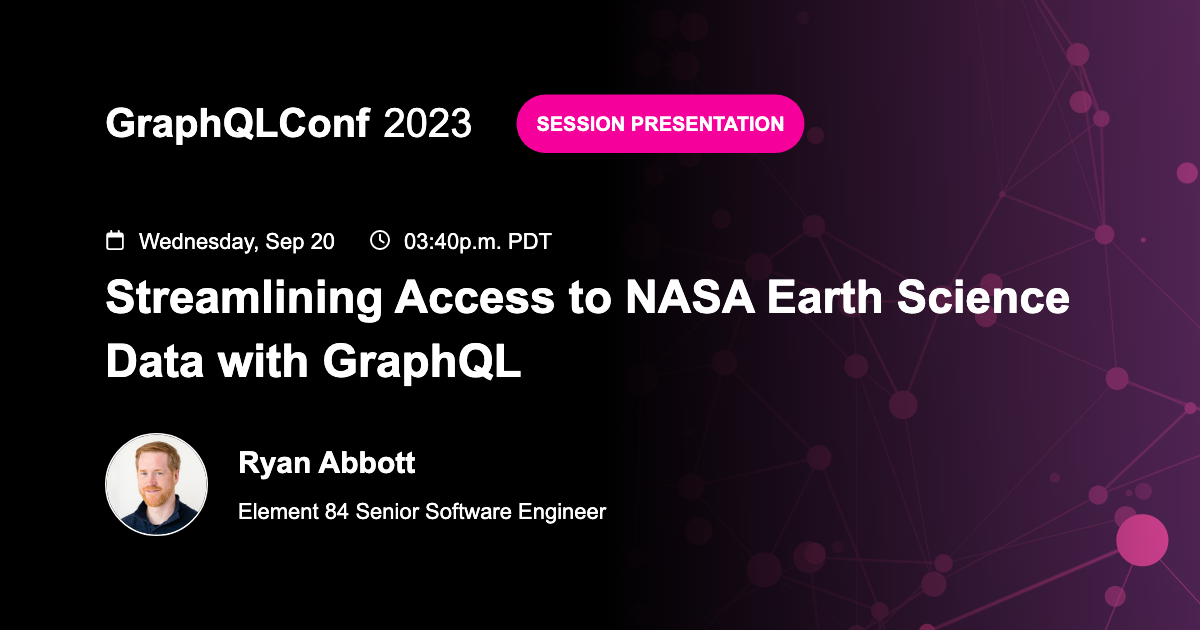 GraphQLConf 2023
SESSION PRESENTATION
Wednesday, Sep 20 03:40p.m. PDT
Streamlining Access to NASA Earth Science
Data with GraphQL
Ryan Abbott
Element 84 Senior Software Engineer